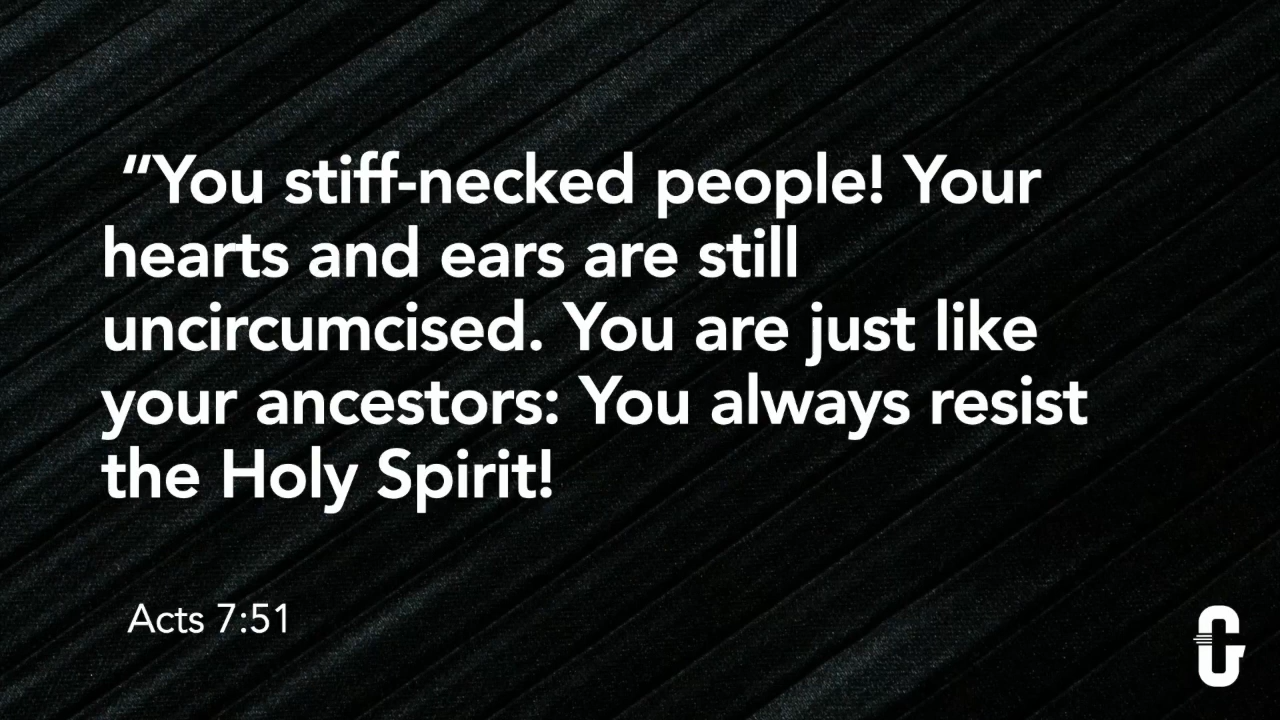 “You stiff-necked people! Your
hearts and ears are still
uncircumcised. You are just like
your ancestors: You always resist
the Holy Spirit!
Acts 7:51